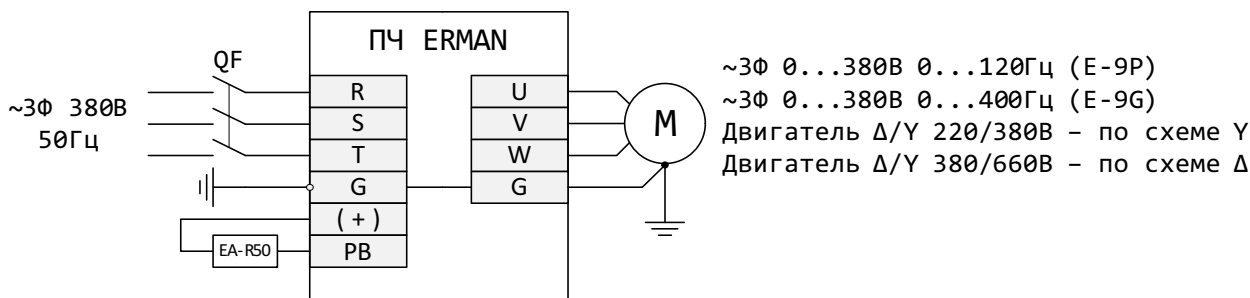 ПЧ ERMAN
QF
~3Ф 380В
50Гц
R
S
T
G
(+)
PB
EA-R50
U
V
W
G
M
~3Ф 0...380В 0...120Гц (E-9P)
~3Ф 0...380В 0...400Гц (E-9G)
Двигатель Δ/Y 220/380В – по схеме Y
Двигатель Δ/Y 380/660В – по схеме Δ